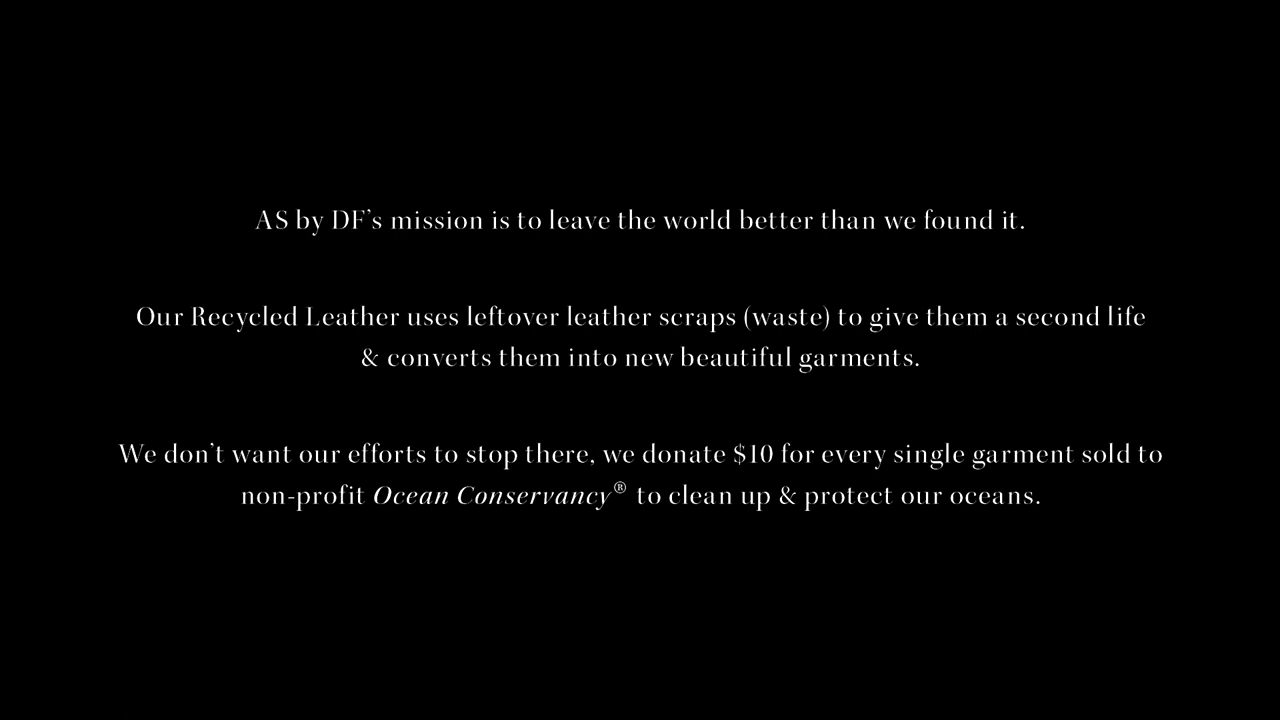 AS by DF’s mission is to leave the world better than we found it.
Our Recycled Leather uses leftover leather scraps (waste) to give them a second life
& converts them into new beautiful garments.
We don’t want our efforts to stop there, we donate $10 for every single garment sold to
non-profit Ocean Conservancy® to clean up & protect our oceans.